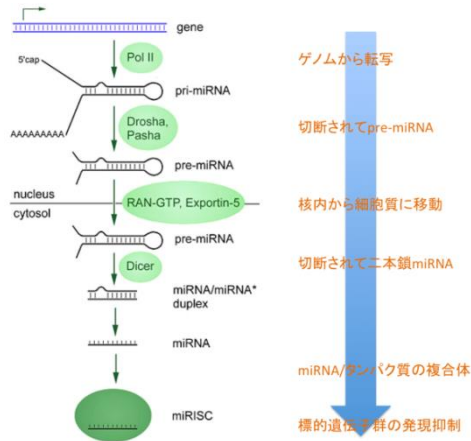 gene
Pol II
ゲノムから転写
5'cap
pri-miRNA
Drosha,
Pasha
切断されてpre-miRNA
AAAAAAAAA
pre-miRNA
nucleus
RAN-GTP, Exportin-5
核内から細胞質に移動
cytosol
pre-miRNA
Dicer
切断されて二本鎖miRNA
miRNA/miRNA*
duplex
miRNA
miRNA/タンパク質の複合体
miRISC
標的遺伝子群の発現抑制